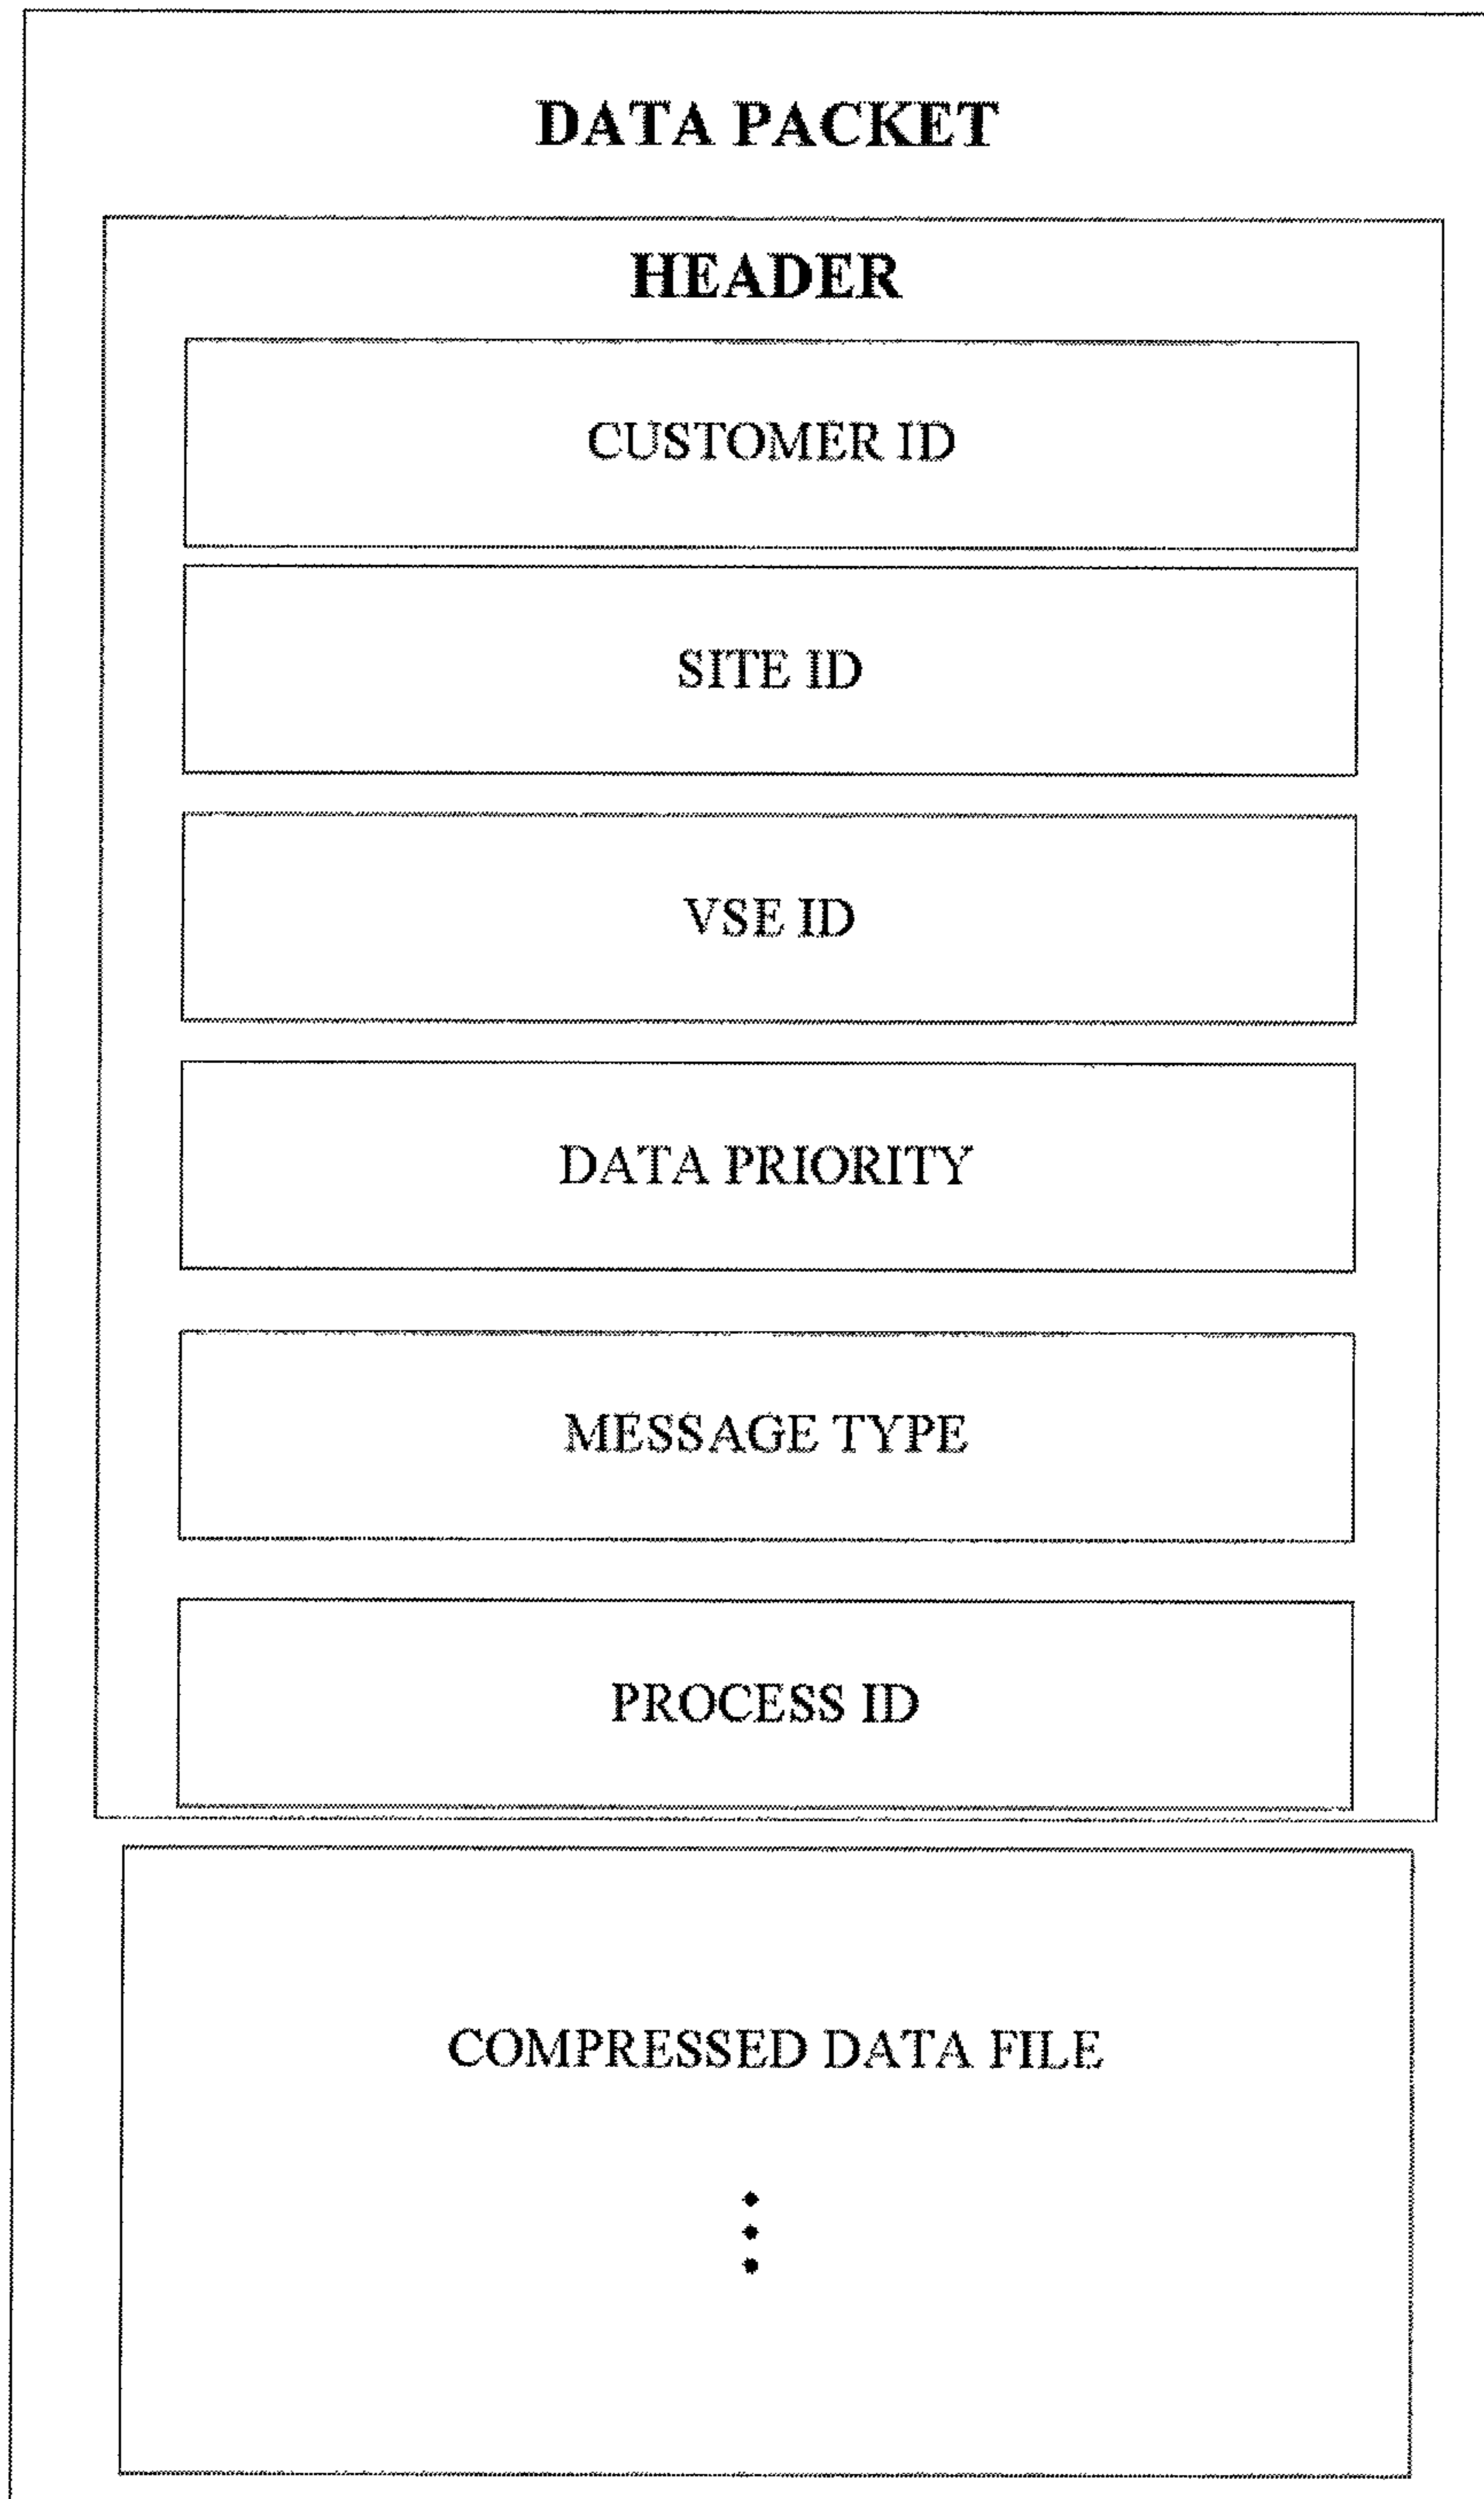 DATA PACKET
HEADER
CUSTOMER ID
SITE ID
VSE ID
DATA PRIORITY
MESSAGE TYPE
PROCESS ID
COMPRESSED DATA FILE